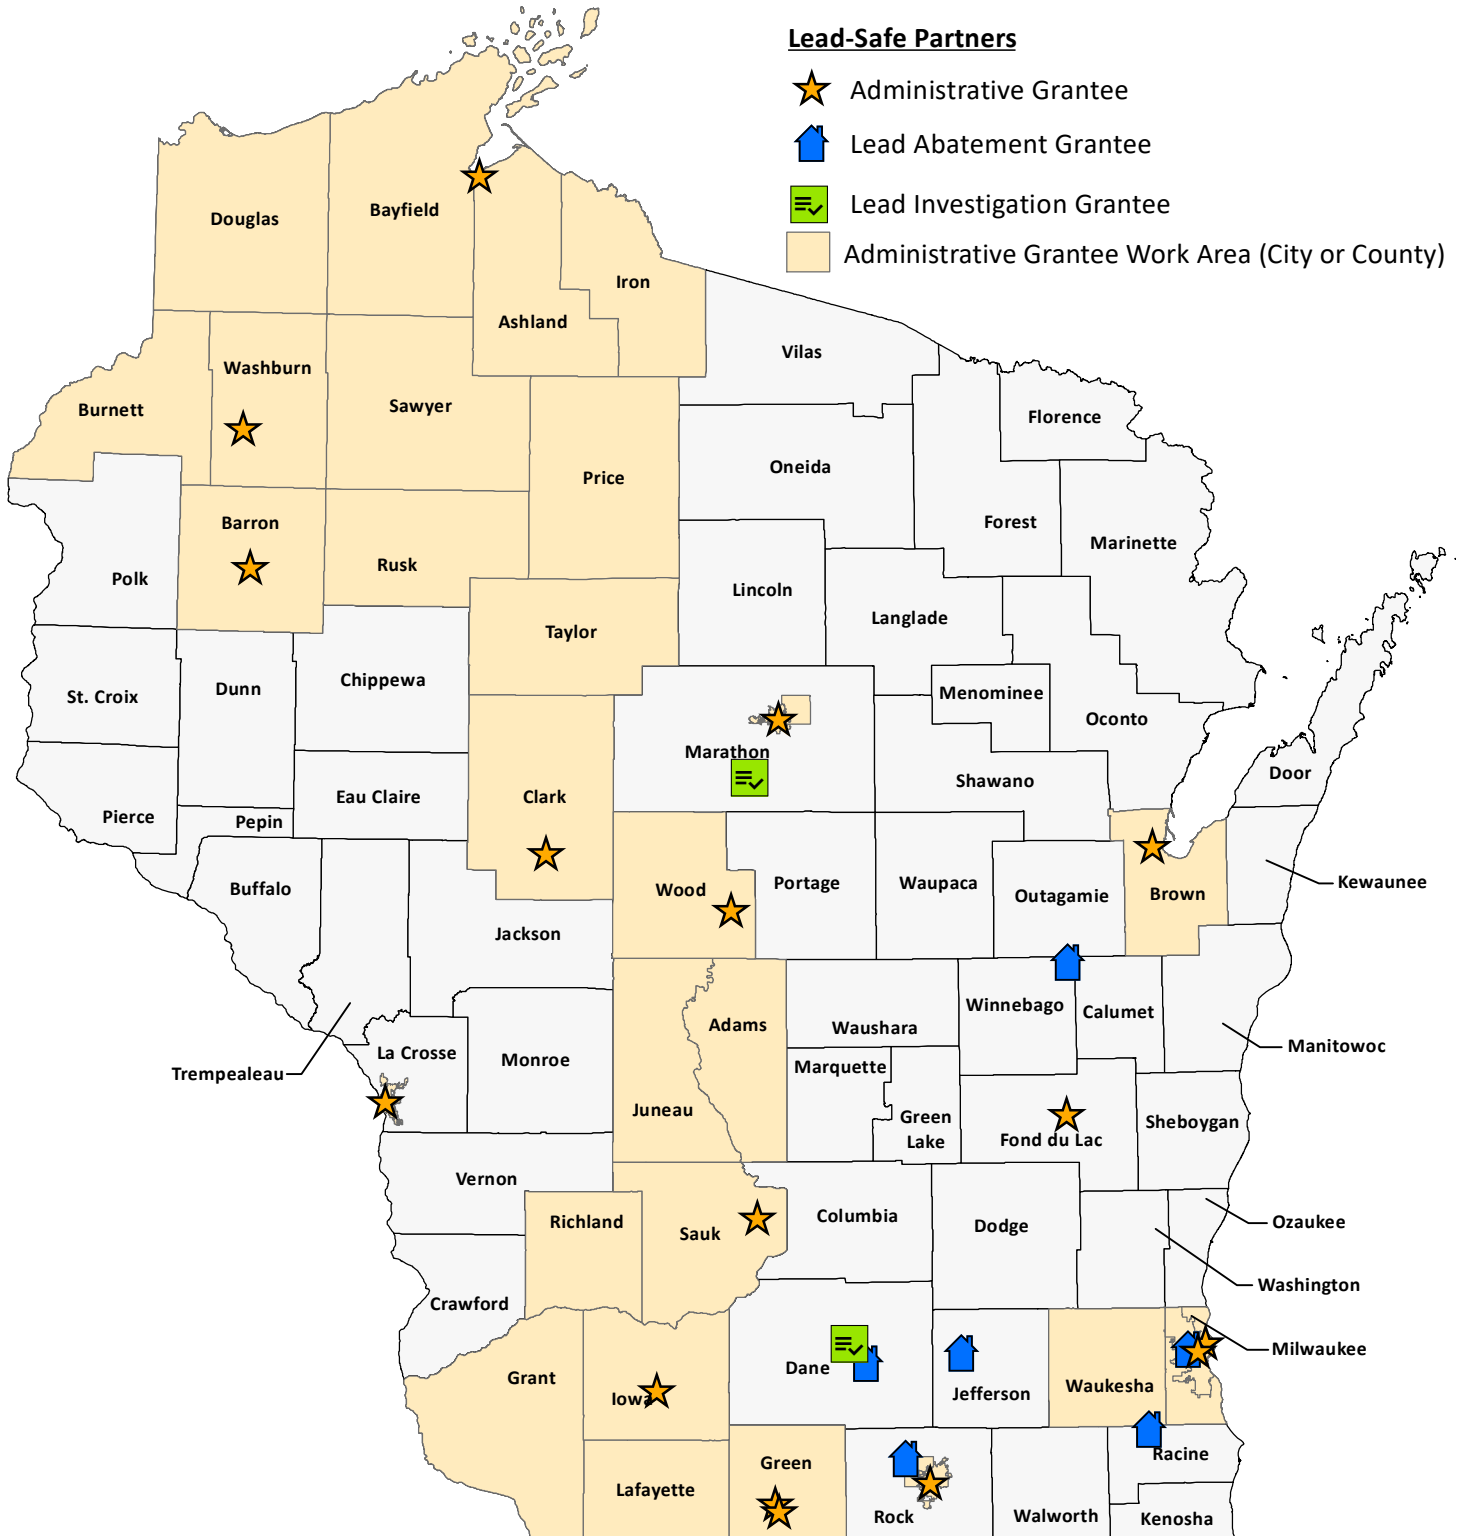 Lead-Safe Partners
Administrative Grantee
Lead Abatement Grantee
Lead Investigation Grantee
Administrative Grantee Work Area (City or County)
Douglas
Bayfield
Iron
Ashland
Vilas
Washburn
Burnett
Sawyer
Florence
Oneida
Price
Barron
Forest
Marinette
Rusk
Polk
Lincoln
Langlade
Taylor
St. Croix
Dunn
Chippewa
Menominee
Oconto
Marathon
Door
Shawano
Eau Claire
Clark
Pierce
Pepin
Buffalo
Wood
Portage
Waupaca
Outagamie
Brown
Kewaunee
Jackson
Winnebago
Calumet
Adams
Waushara
Manitowoc
La Crosse
Monroe
Marquette
Trempealeau
Juneau
Green
Lake
Fond du Lac
Sheboygan
Vernon
Richland
Sauk
Columbia
Dodge
Ozaukee
Washington
Crawford
Milwaukee
Dane
Grant
Iowa
Jefferson
Waukesha
Racine
Green
Lafayette
Rock
Walworth
Kenosha